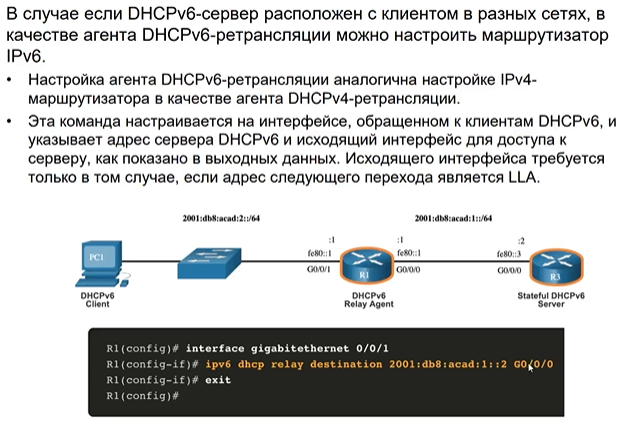 В случае если DHCPv6-сервер расположен с клиентом в разных сетях, в
качестве агента DHCPv6-ретрансляции можно настроить маршрутизатор
IPv6.
• Настройка агента DHCPv6-ретрансляции аналогична настройке IPv4-
маршрутизатора в качестве агента DHCPv4-ретрансляции.
• Эта команда настраивается на интерфейсе, обращенном к клиентам DHCPv6, и
указывает адрес сервера DHCPv6 и исходящий интерфейс для доступа к
серверу, как показано в выходных данных. Исходящего интерфейса требуется
только в том случае, если адрес следующего перехода является LLA.
2001:db8:acad:2::/64 2001:db8:acad:1::/64
:1 :1 :2
PC1 fe80::1 fe80::1 fe80::3
G0/0/1 R1 G0/0/0 G0/0/0 R3
DHCPv6 DHCPv6 Stateful DHCPv6
Client Relay Agent Server
R1(config)# interface gigabitethernet 0/0/1
R1(config-if)# ipv6 dhcp relay destination 2001:db8:acad:1::2 G0/0/0
R1(config-if)# exit
R1(config)#